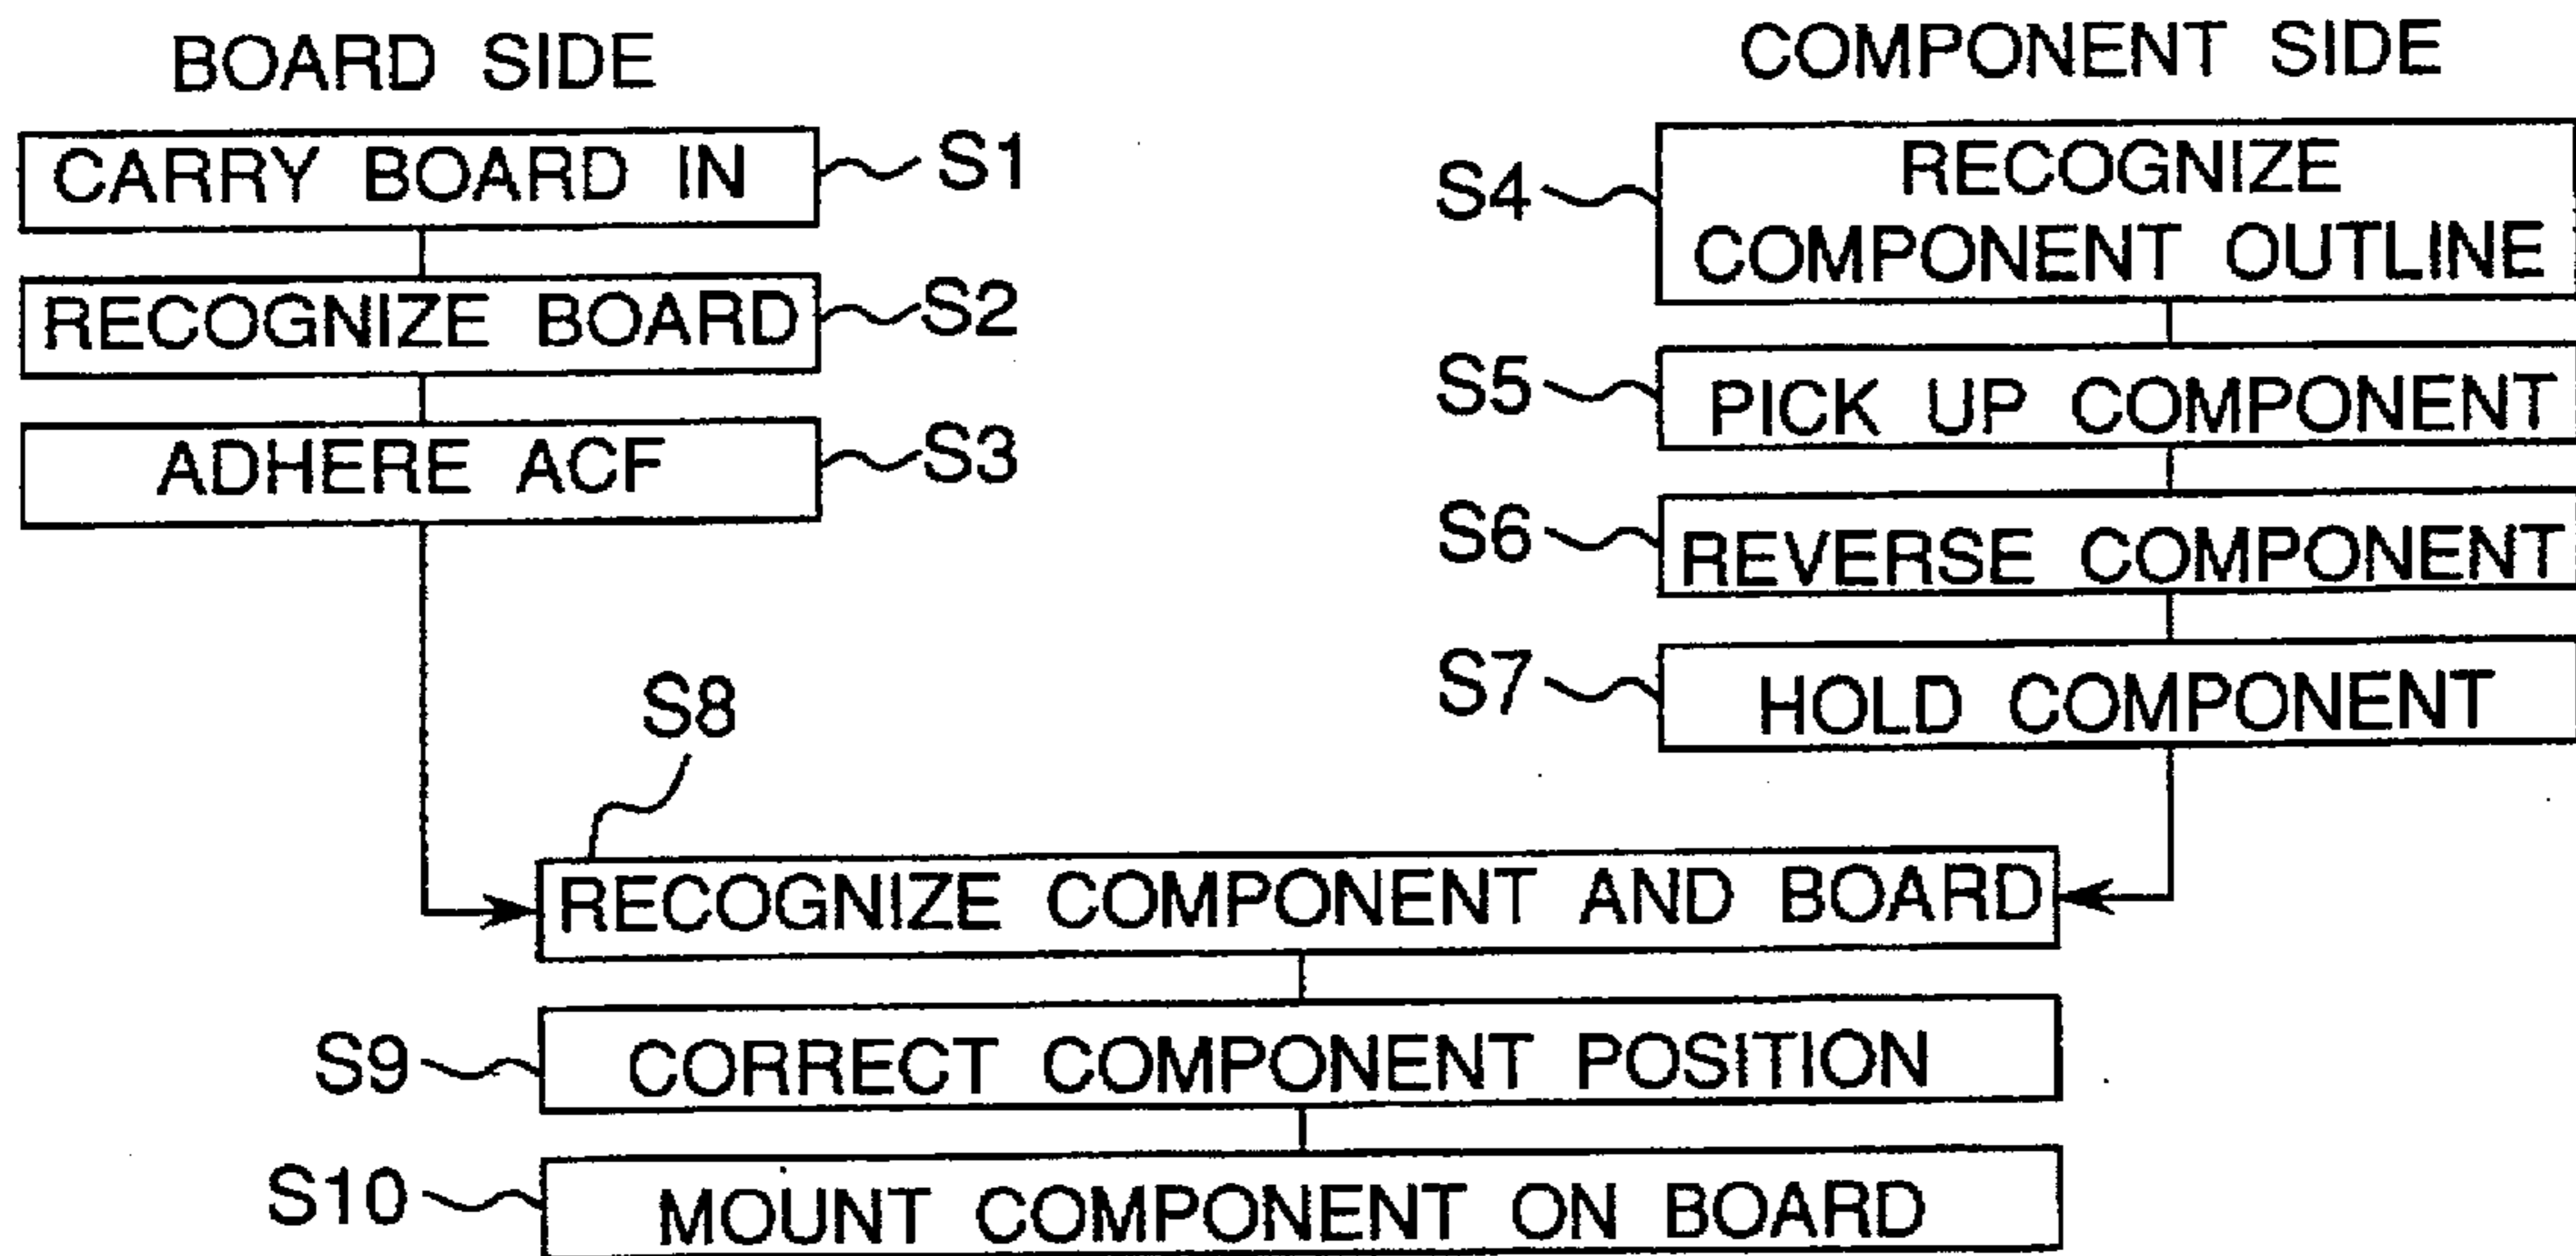 BOARD SIDE
CARRY BOARD IN
S1
RECOGNIZE BOARD
S2
ADHERE ACF
S3
COMPONENT SIDE
S4
RECOGNIZE
COMPONENT OUTLINE
S5
PICK UP COMPONENT
S6
REVERSE COMPONENT
S7
HOLD COMPONENT
S8
RECOGNIZE COMPONENT AND BOARD
S9
CORRECT COMPONENT POSITION
S10
MOUNT COMPONENT ON BOARD